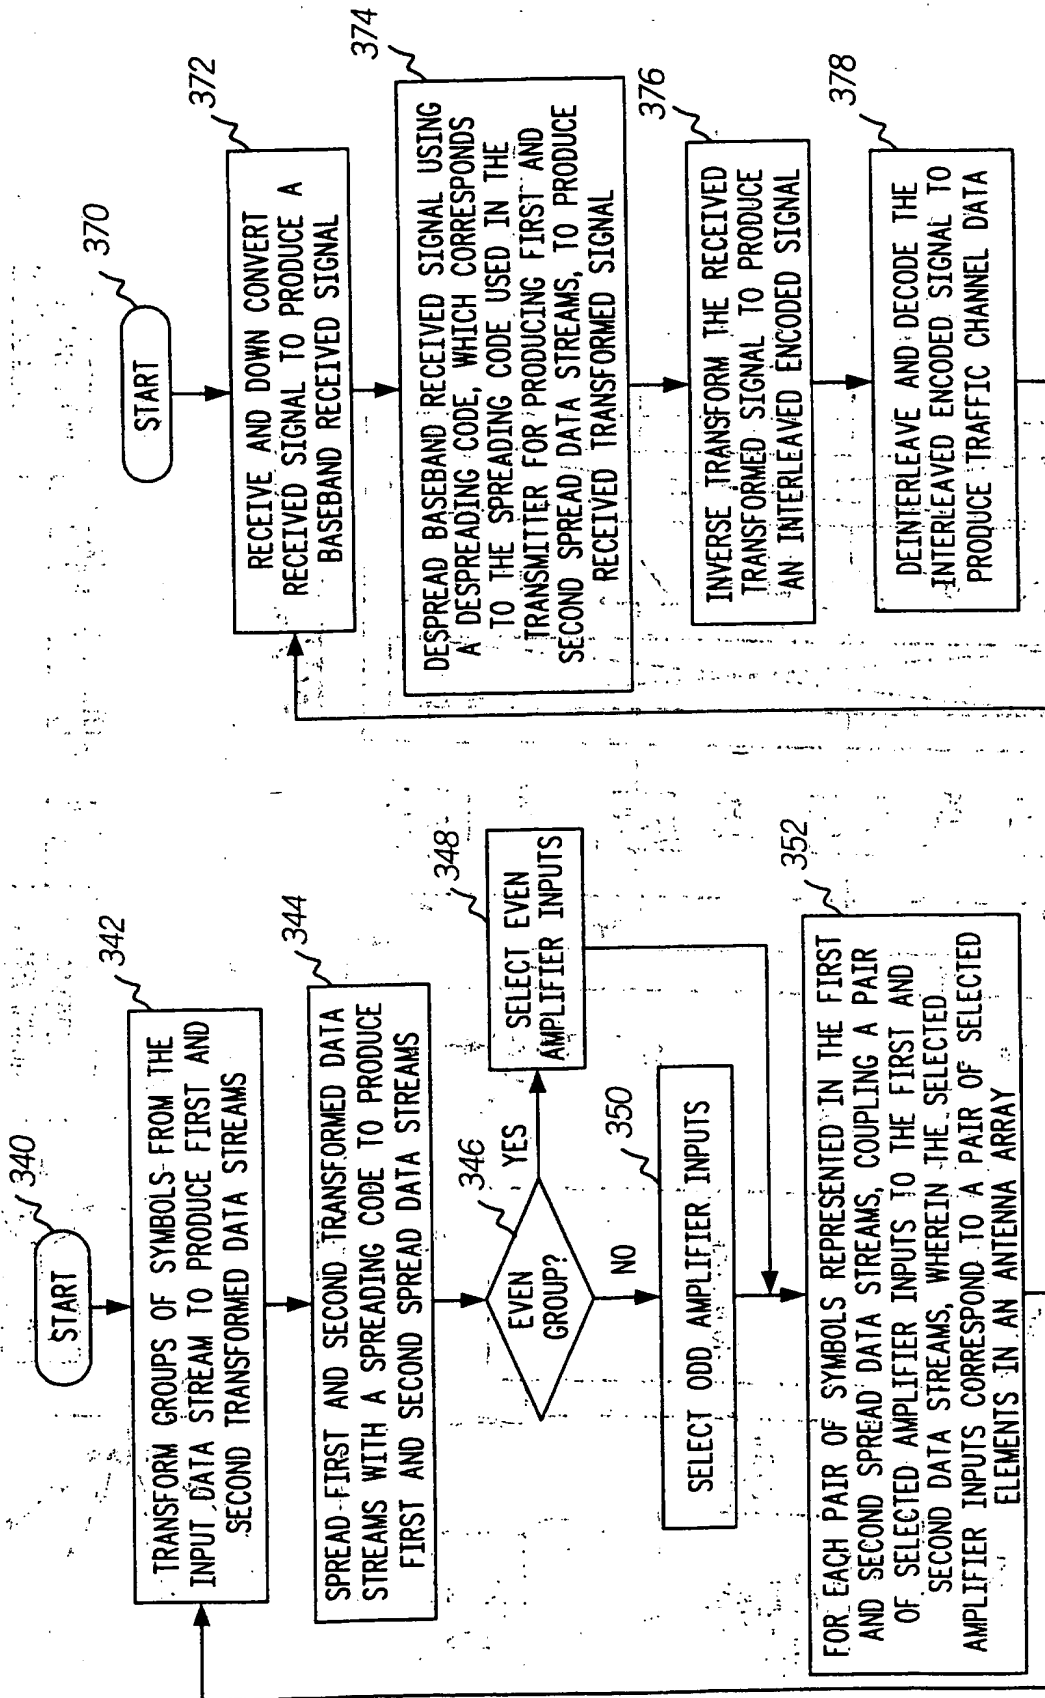 340
START
342
TRANSFORM GROUPS OF SYMBOLS FROM THE
INPUT DATA STREAM TO PRODUCE FIRST AND
SECOND TRANSFORMED DATA STREAMS
344
SPREAD FIRST AND SECOND TRANSFORMED DATA
STREAMS WITH A SPREADING CODE TO PRODUCE
FIRST AND SECOND SPREAD DATA STREAMS
346
EVEN
GROUP?
YES
NO
348
SELECT EVEN
AMPLIFIER INPUTS
350
SELECT ODD AMPLIFIER INPUTS
352
FOR EACH PAIR OF SYMBOLS REPRESENTED IN THE FIRST
AND SECOND SPREAD DATA STREAMS, COUPLING A PAIR
OF SELECTED AMPLIFIER INPUTS TO THE FIRST AND
SECOND DATA STREAMS, WHEREIN THE SELECTED
AMPLIFIER INPUTS CORRESPOND TO A PAIR OF SELECTED
ELEMENTS IN AN ANTENNA ARRAY
370
START
372
RECEIVE AND DOWN CONVERT
RECEIVED SIGNAL TO PRODUCE A
BASEBAND RECEIVED SIGNAL
374
DESPREAD BASEBAND RECEIVED SIGNAL USING
A DESPREADING CODE, WHICH CORRESPONDS
TO THE SPREADING CODE USED IN THE
TRANSMITTER FOR PRODUCING FIRST AND
SECOND SPREAD DATA STREAMS, TO PRODUCE
RECEIVED TRANSFORMED SIGNAL
376
INVERSE TRANSFORM THE RECEIVED
TRANSFORMED SIGNAL TO PRODUCE
AN INTERLEAVED ENCODED SIGNAL
378
DEINTERLEAVE AND DECODE THE
INTERLEAVED ENCODED SIGNAL TO
PRODUCE TRAFFIC CHANNEL DATA